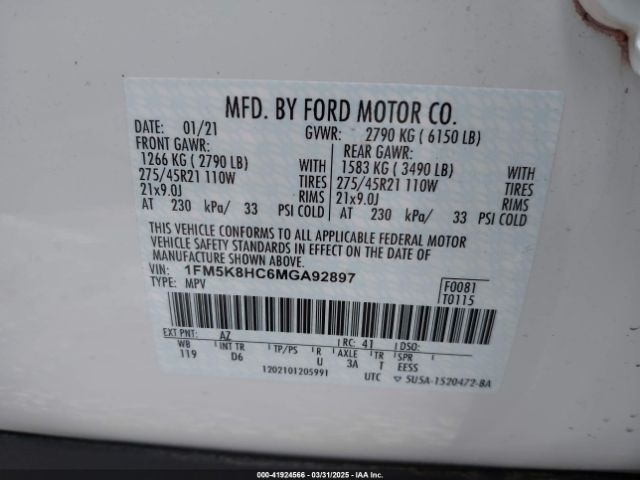 MFD. BY FORD MOTOR CO.
DATE: 01/21 GVWR: 2790 KG ( 6150 LB)
FRONT GAWR: REAR GAWR:
1266 KG ( 2790 LB) WITH 1583 KG ( 3490 LB) WITH
275/45R21 110W TIRES 275/45R21 110W TIRES
21x9.0J RIMS 21x9.0J RIMS
AT 230 kPa/ 33 PSI COLD AT 230 kPa/ 33 PSI COLD
THIS VEHICLE CONFORMS TO ALL APPLICABLE FEDERAL MOTOR
VEHICLE SAFETY STANDARDS IN EFFECT ON THE DATE OF
MANUFACTURE SHOWN ABOVE.
VIN: 1FM5K8HC6MGA92897 F0081
TYPE: MPV T0115
EXT PNT: AZ RC: 41 DSO:
WB INT TR TP/PS R AXLE TR SPR
119 D6 U 3A T EESS
1202101205991 UTC ▽ 5U5A-1520472-BA
000-41924566 - 03/31/2025 - IAAHOLDINGS